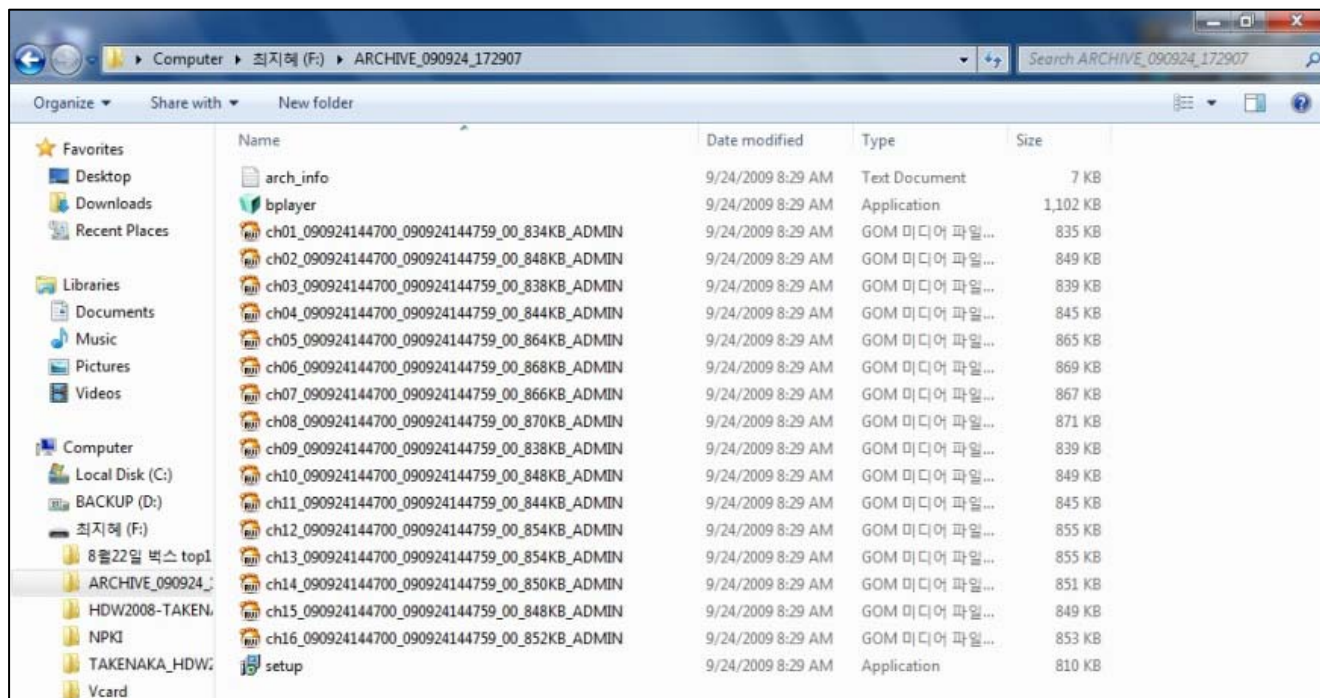 Computer ▸ 최지혜 (F:) ▸ ARCHIVE_090924_172907
Search ARCHIVE_090924_172907
Organize Share with New folder
Favorites
Desktop
Downloads
Recent Places
Libraries
Documents
Music
Pictures
Videos
Computer
Local Disk (C:)
BACKUP (D:)
최지혜 (F:)
8월22일 벅스 top1
ARCHIVE_090924_
HDW2008-TAKEN
NPKI
TAKENAKA_HDW2
Vcard
Name Date modified Type Size
arch_info 9/24/2009 8:29 AM Text Document 7 KB
bplayer 9/24/2009 8:29 AM Application 1,102 KB
ch01_090924144700_090924144759_00_834KB_ADMIN 9/24/2009 8:29 AM GOM 미디어 파일... 835 KB
ch02_090924144700_090924144759_00_848KB_ADMIN 9/24/2009 8:29 AM GOM 미디어 파일... 849 KB
ch03_090924144700_090924144759_00_838KB_ADMIN 9/24/2009 8:29 AM GOM 미디어 파일... 839 KB
ch04_090924144700_090924144759_00_844KB_ADMIN 9/24/2009 8:29 AM GOM 미디어 파일... 845 KB
ch05_090924144700_090924144759_00_864KB_ADMIN 9/24/2009 8:29 AM GOM 미디어 파일... 865 KB
ch06_090924144700_090924144759_00_868KB_ADMIN 9/24/2009 8:29 AM GOM 미디어 파일... 869 KB
ch07_090924144700_090924144759_00_866KB_ADMIN 9/24/2009 8:29 AM GOM 미디어 파일... 867 KB
ch08_090924144700_090924144759_00_870KB_ADMIN 9/24/2009 8:29 AM GOM 미디어 파일... 871 KB
ch09_090924144700_090924144759_00_838KB_ADMIN 9/24/2009 8:29 AM GOM 미디어 파일... 839 KB
ch10_090924144700_090924144759_00_848KB_ADMIN 9/24/2009 8:29 AM GOM 미디어 파일... 849 KB
ch11_090924144700_090924144759_00_844KB_ADMIN 9/24/2009 8:29 AM GOM 미디어 파일... 845 KB
ch12_090924144700_090924144759_00_854KB_ADMIN 9/24/2009 8:29 AM GOM 미디어 파일... 855 KB
ch13_090924144700_090924144759_00_854KB_ADMIN 9/24/2009 8:29 AM GOM 미디어 파일... 855 KB
ch14_090924144700_090924144759_00_850KB_ADMIN 9/24/2009 8:29 AM GOM 미디어 파일... 851 KB
ch15_090924144700_090924144759_00_848KB_ADMIN 9/24/2009 8:29 AM GOM 미디어 파일... 849 KB
ch16_090924144700_090924144759_00_852KB_ADMIN 9/24/2009 8:29 AM GOM 미디어 파일... 853 KB
setup 9/24/2009 8:29 AM Application 810 KB